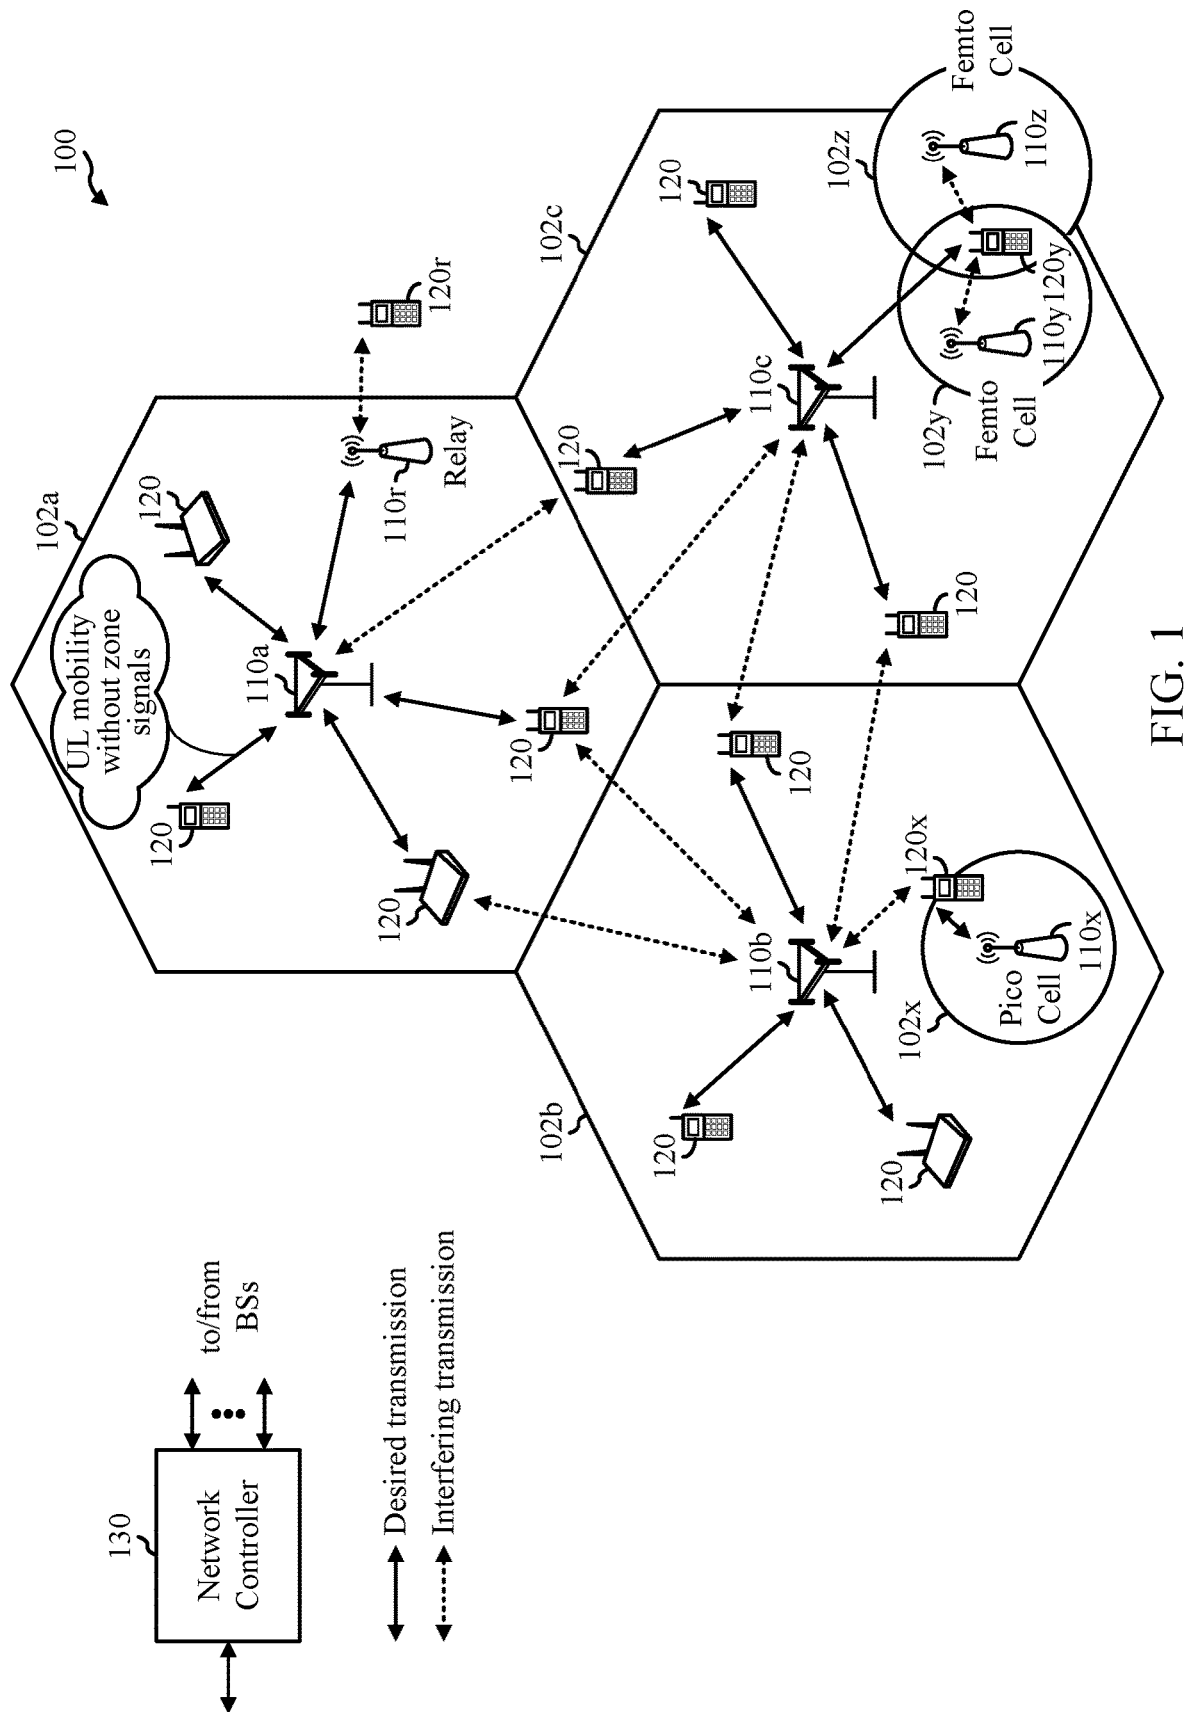 100
130
Network
Controller
to/from
BSs
Desired transmission
Interfering transmission
102a
UL mobility
without zone
signals
120
120
110a
120
110r
Relay
120r
120
102b
120
110b
120
120
102x
Pico
Cell
110x
120x
102c
120
120
110c
120
102y
Femto
Cell
110y
120y
102z
110z
Femto
Cell
FIG. 1